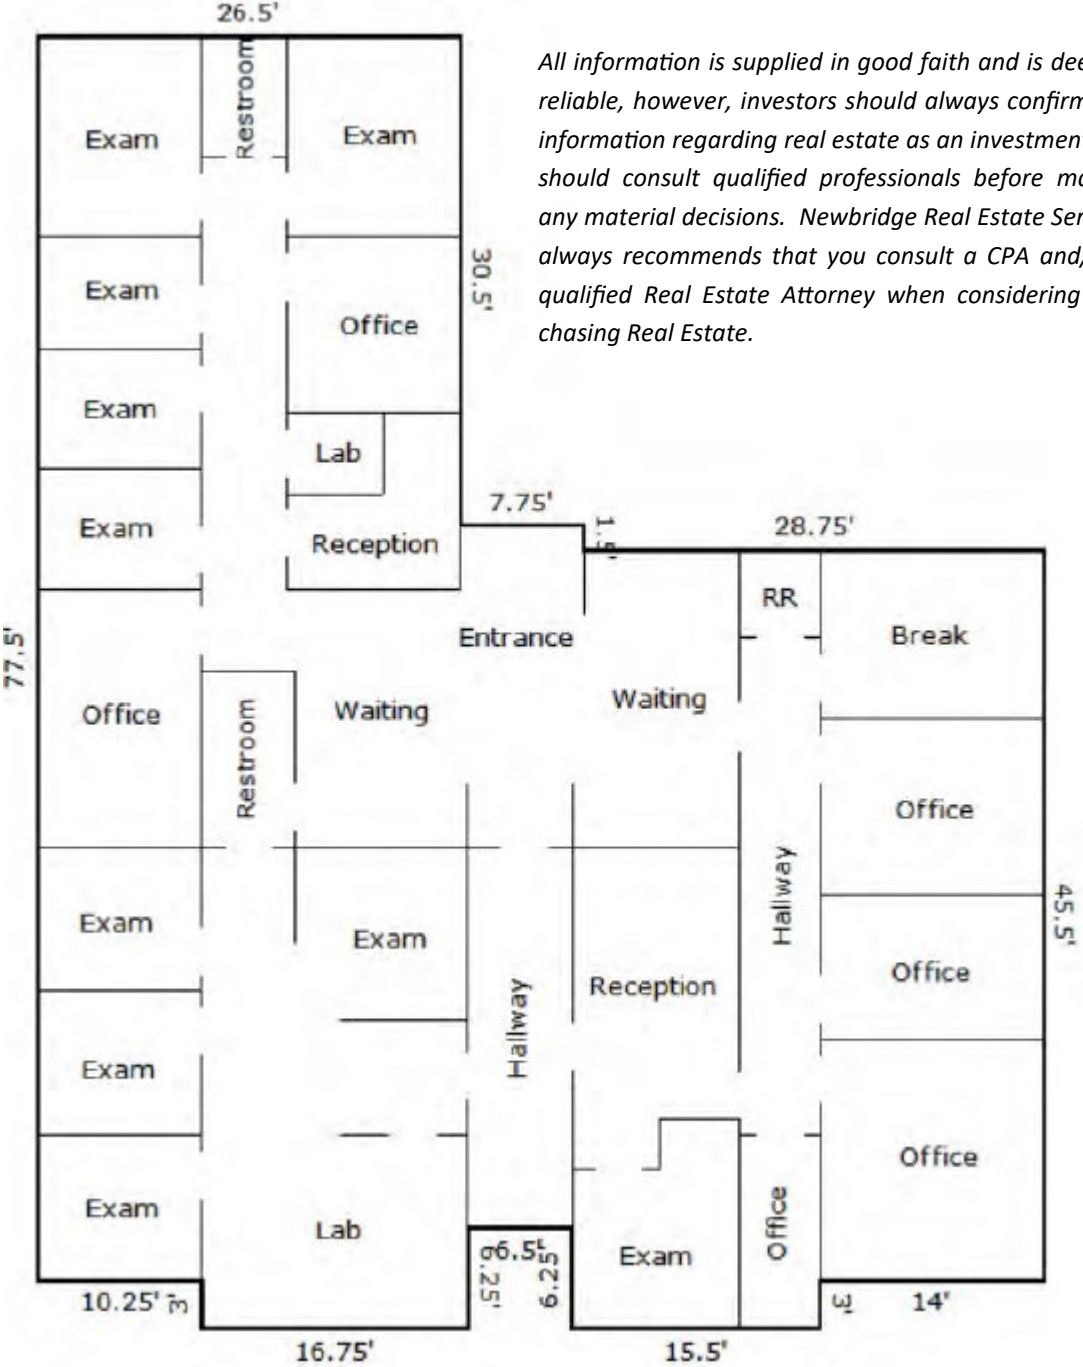 26.5'
All information is supplied in good faith and is dee
reliable, however, investors should always confirm
information regarding real estate as an investmen
should consult qualified professionals before ma
any material decisions. Newbridge Real Estate Ser
always recommends that you consult a CPA and/
qualified Real Estate Attorney when considering
chasing Real Estate.
Exam
Restroom
Exam
Exam
30.5'
Office
Exam
Lab
Exam
Reception
7.75'
1.5'
28.75'
RR
Entrance
Break
77.5'
Office
Restroom
Waiting
Waiting
Office
Hallway
Exam
Exam
45.5'
Office
Reception
Hallway
Exam
Office
Exam
Lab
Office
Exam
6.5'
6.25'
6.25'
10.25'
3'
3'
14'
16.75'
15.5'